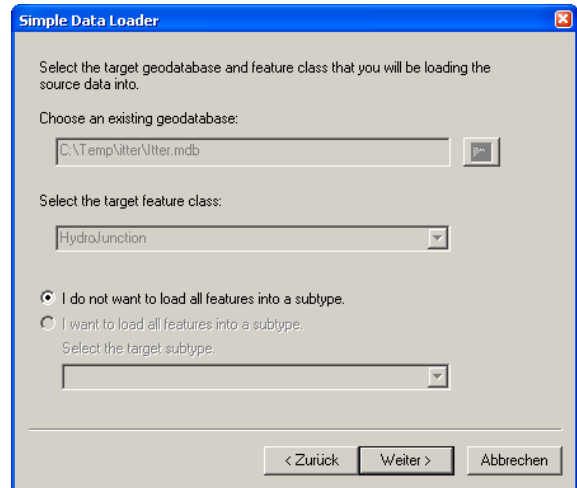 Simple Data Loader
Select the target geodatabase and feature class that you will be loading the
source data into.
Choose an existing geodatabase:
C:\Temp\itter\Itter.mdb
Select the target feature class:
HydroJunction
I do not want to load all features into a subtype.
I want to load all features into a subtype.
Select the target subtype.
< Zurück
Weiter >
Abbrechen